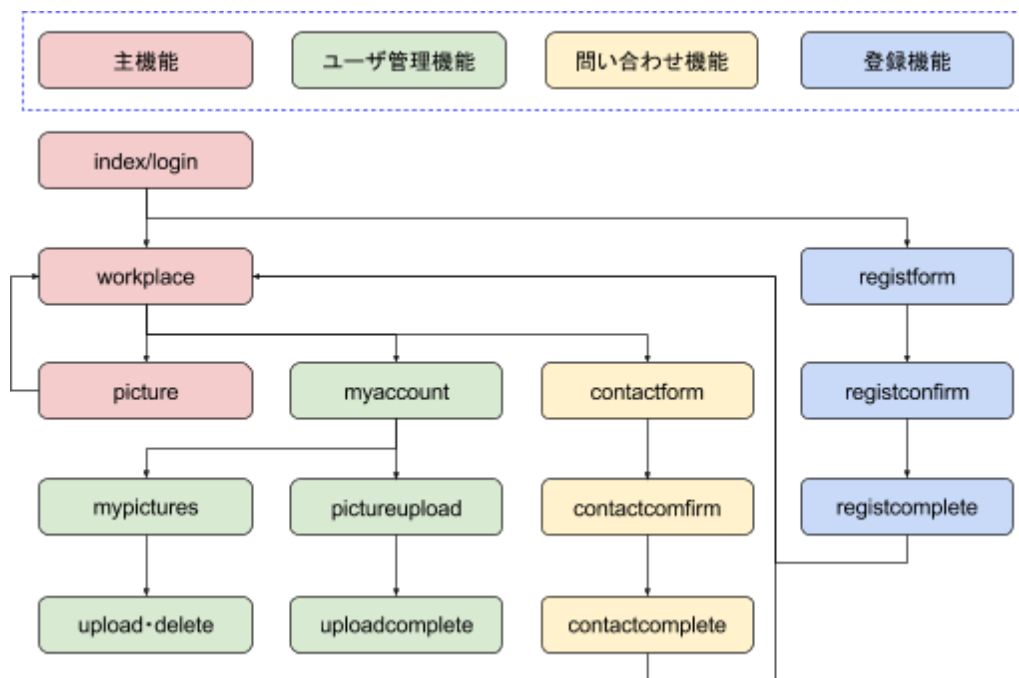 主機能
ユーザ管理機能
問い合わせ機能
登録機能
index/login
workplace
registform
picture
myaccount
contactform
registconfirm
mypictures
pictureupload
contactcomfirm
registcomplete
upload・delete
uploadcomplete
contactcomplete